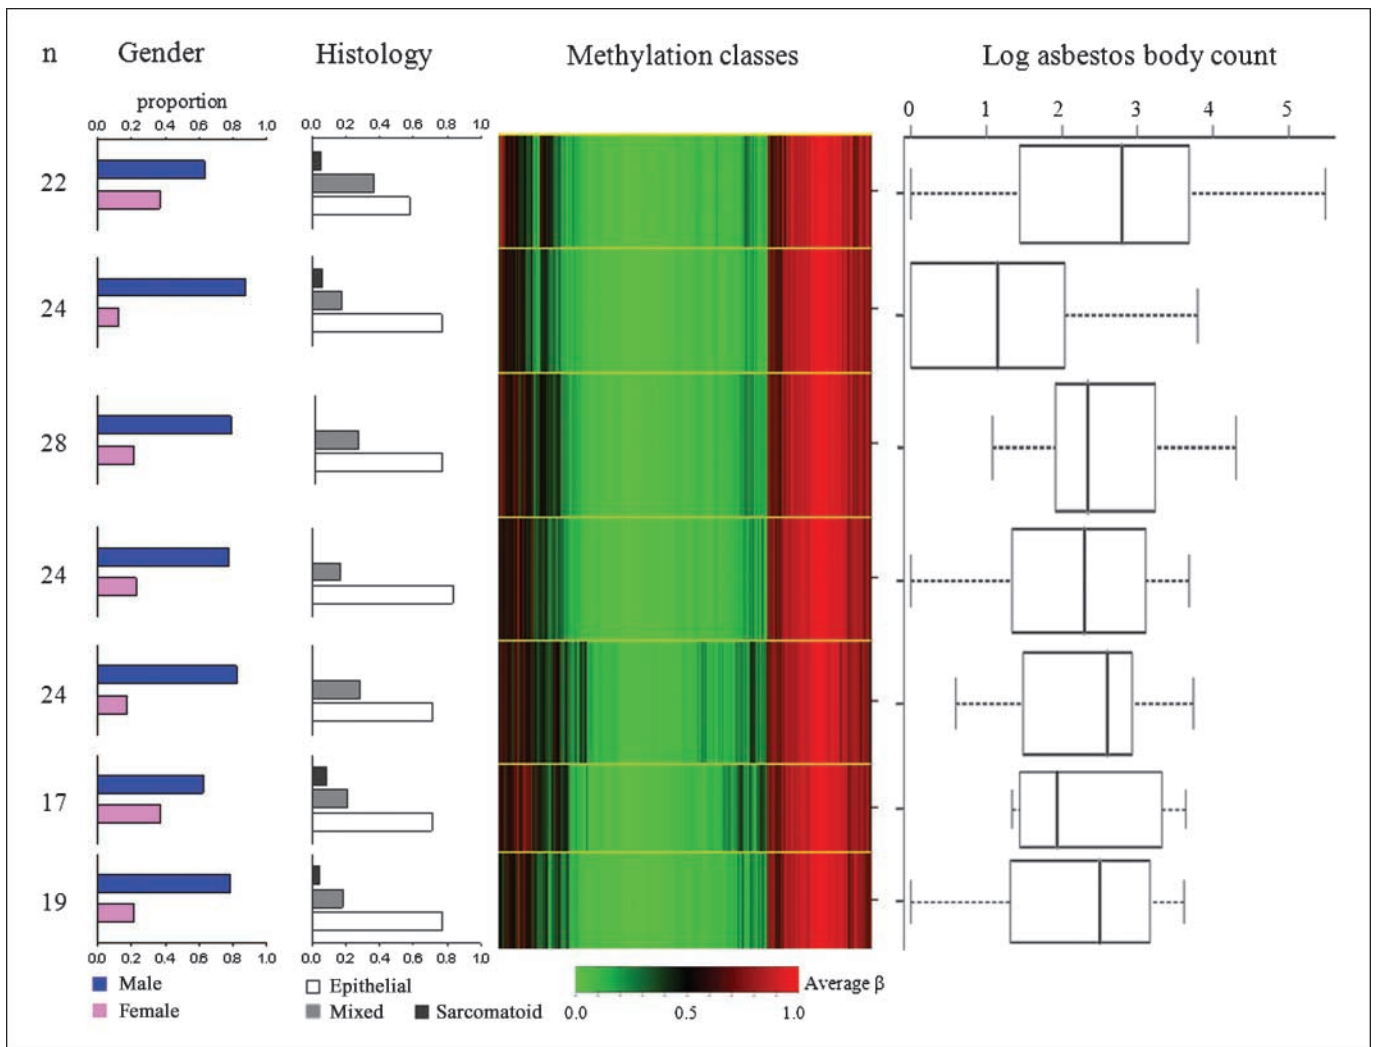 n Gender Histology Methylation classes Log asbestos body count
proportion
0.0 0.2 0.4 0.6 0.8 1.0 0.0 0.2 0.4 0.6 0.8 1.0 0 1 2 3 4 5
22
24
28
24
24
17
19
0.0 0.2 0.4 0.6 0.8 1.0 0.0 0.2 0.4 0.6 0.8 1.0
Male Epithelial Average β
Female Mixed Sarcomatoid 0.0 0.5 1.0